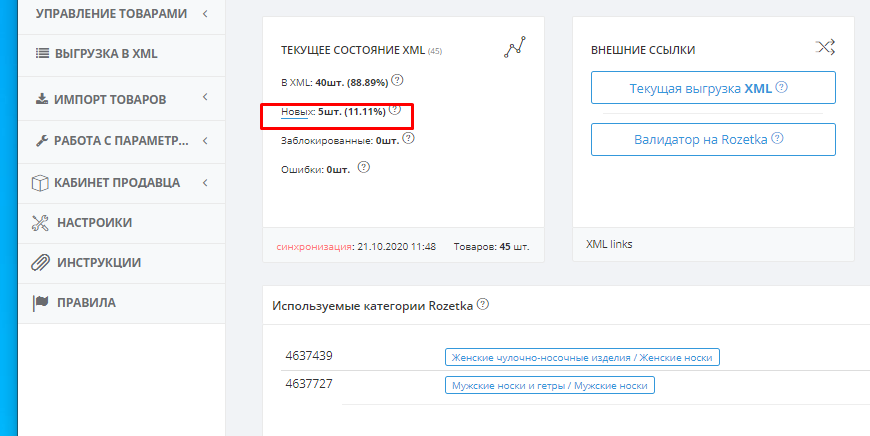 УПРАВЛЕНИЕ ТОВАРАМИ
ВЫГРУЗКА В XML
ИМПОРТ ТОВАРОВ
РАБОТА С ПАРАМЕТР...
КАБИНЕТ ПРОДАВЦА
НАСТРОИКИ
ИНСТРУКЦИИ
ПРАВИЛА
ТЕКУЩЕЕ СОСТОЯНИЕ XML (45)
В XML: 40шт. (88.89%) ?
Новых: 5шт. (11.11%) ?
Заблокированные: 0шт. ?
Ошибки: 0шт. ?
синхронизация: 21.10.2020 11:48 Товаров: 45 шт.
ВНЕШНИЕ ССЫЛКИ
Текущая выгрузка XML ?
Валидатор на Rozetka ?
XML links
Используемые категории Rozetka ?
4637439 Женские чулочно-носочные изделия / Женские носки
4637727 Мужские носки и гетры / Мужские носки